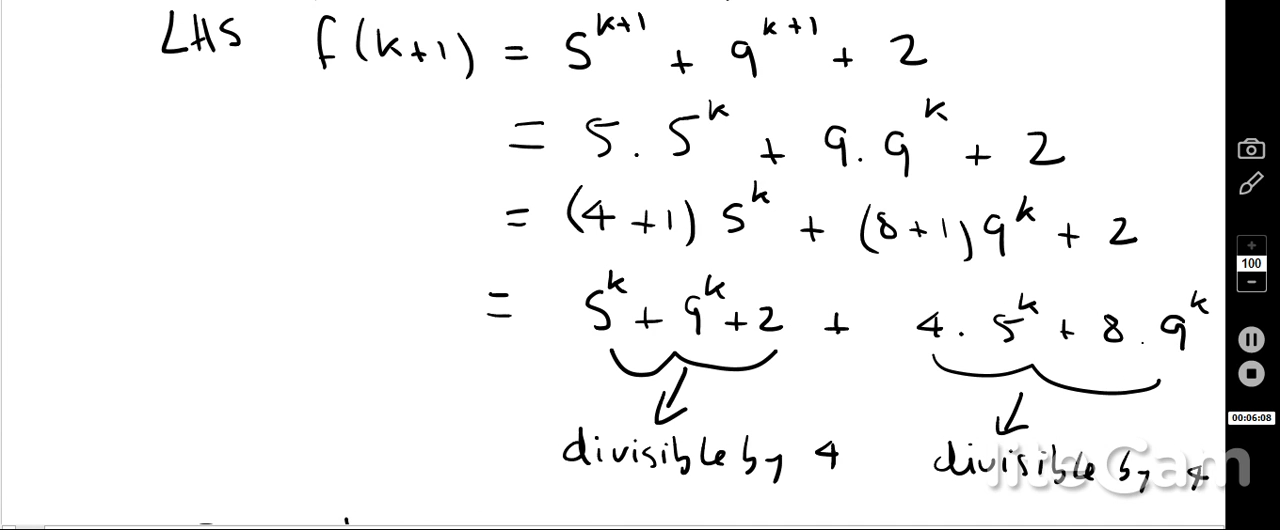 LHS f(k+1) = 5^{k+1} + 9^{k+1} + 2
= 5 . 5^k + 9 . 9^k + 2
= (4+1) 5^k + (8+1) 9^k + 2
= 5^k + 9^k + 2 + 4 . 5^k + 8 . 9^k
divisible by 4 divisible by 4
liteCam
+
100
-
00:06:08